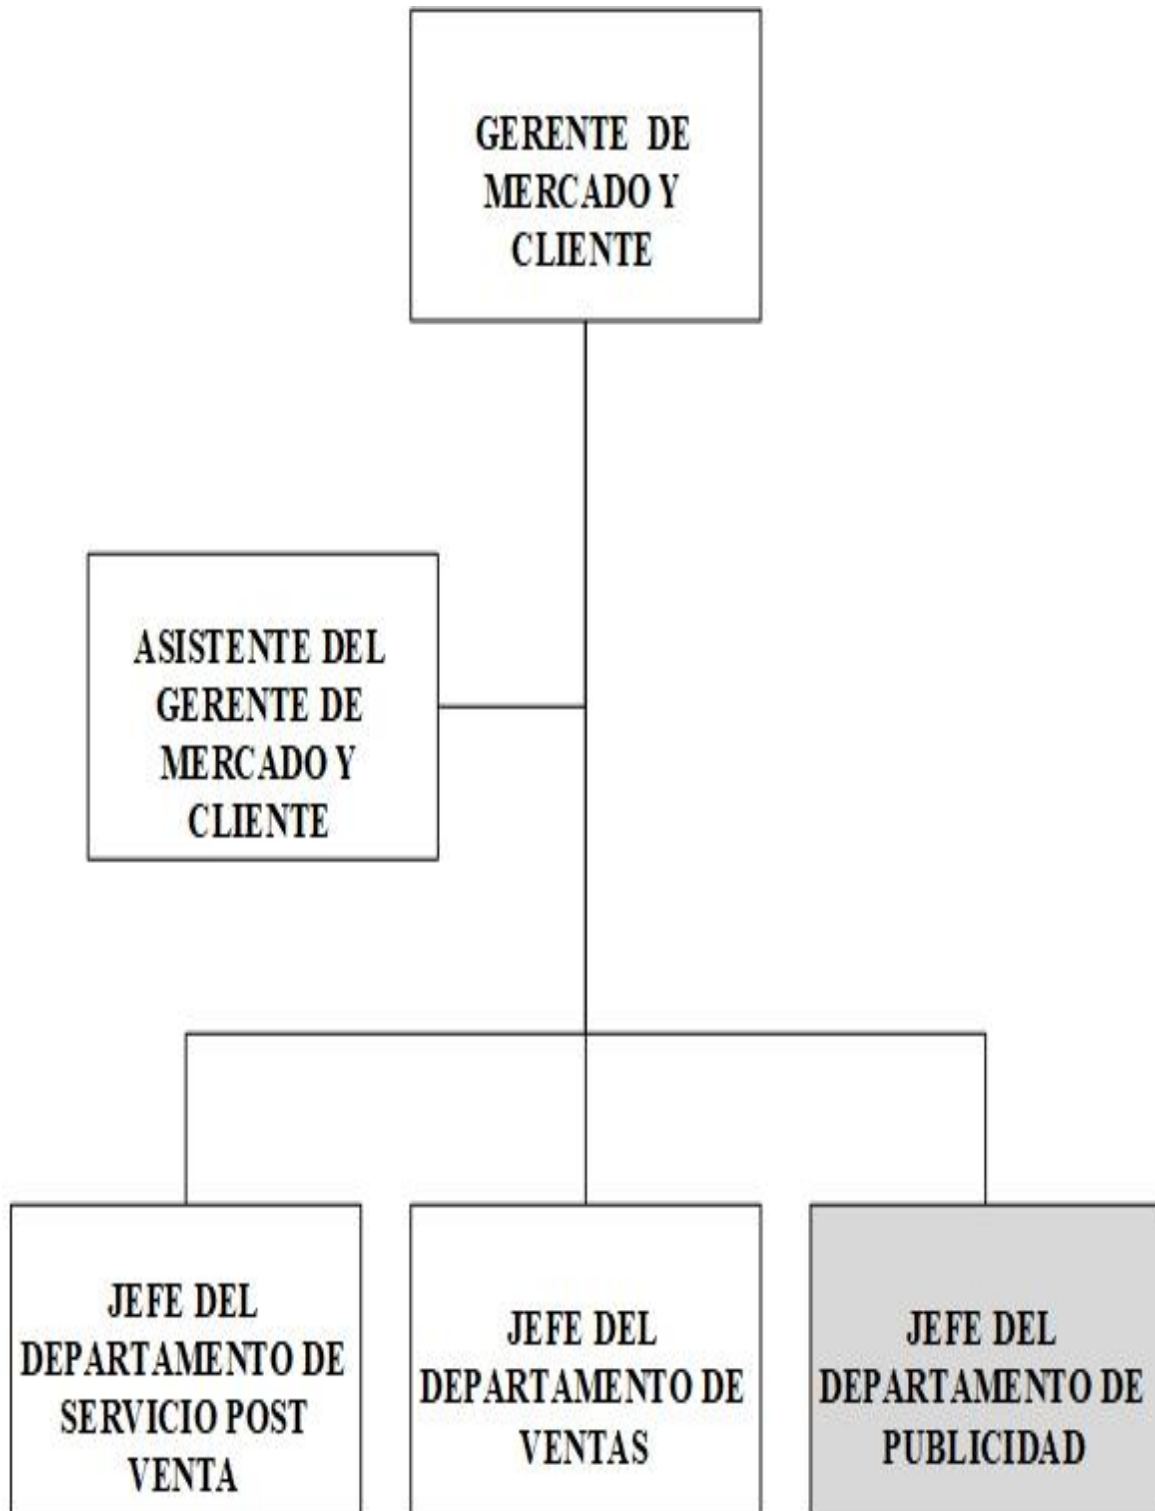 GERENTE DE
MERCADO Y
CLIENTE
ASISTENTE DEL
GERENTE DE
MERCADO Y
CLIENTE
JEFE DEL
DEPARTAMENTO DE
SERVICIO POST
VENTA
JEFE DEL
DEPARTAMENTO DE
VENTAS
JEFE DEL
DEPARTAMENTO DE
PUBLICIDAD